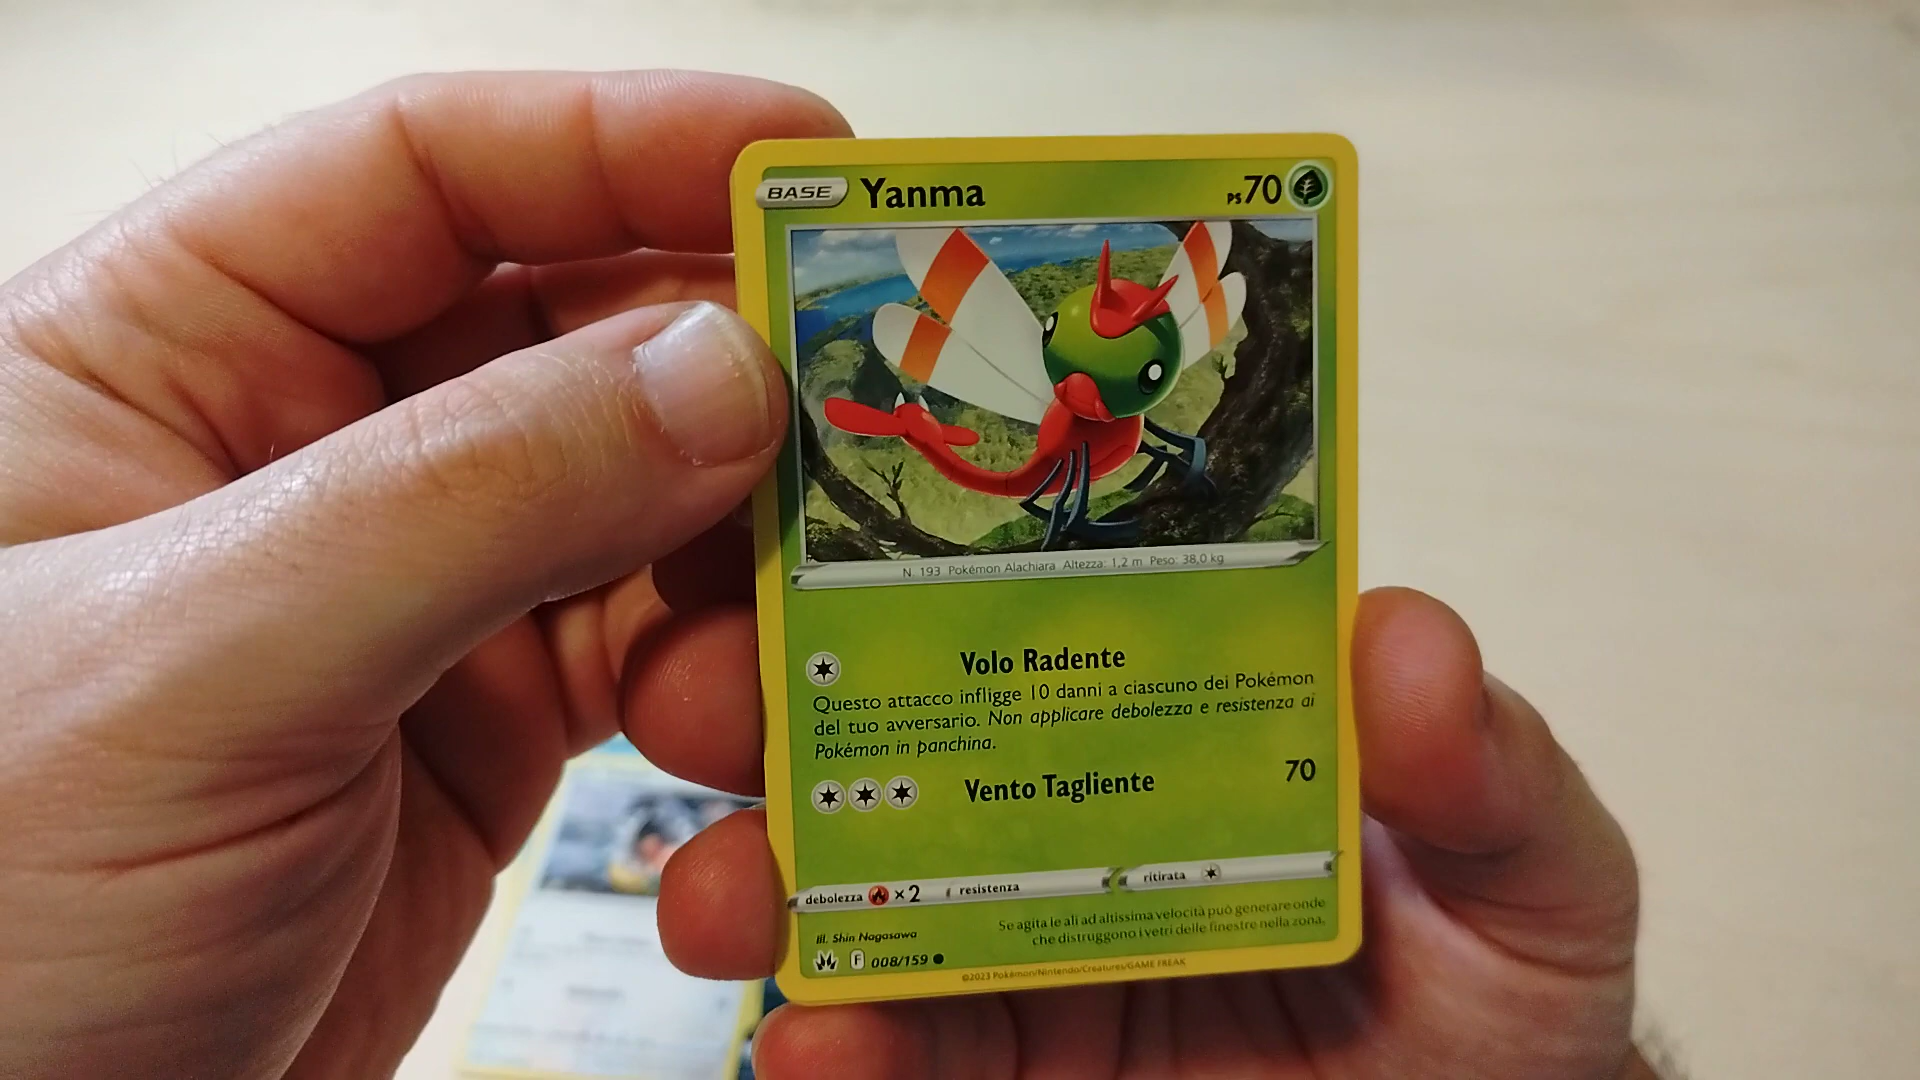 BASE Yanma PS70
N. 193 Pokémon Alachiara Altezza: 1,2 m Peso: 38,0 kg
Volo Radente
Questo attacco infligge 10 danni a ciascuno dei Pokémon
del tuo avversario. Non applicare debolezza e resistenza ai
Pokémon in panchina.
Vento Tagliente 70
debolezza ×2 resistenza ritirata
Se agita le ali ad altissima velocità può generare onde
che distruggono i vetri delle finestre nella zona.
Ill. Shin Nagasawa
F 008/159
©2023 Pokémon/Nintendo/Creatures/GAME FREAK